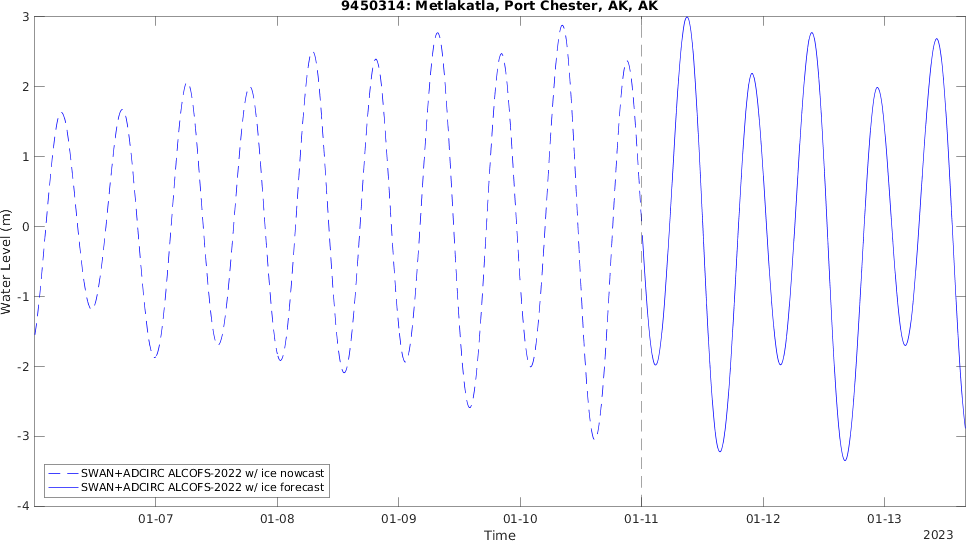 9450314: Metlakatla, Port Chester, AK, AK
3
2
1
0
-1
-2
-3
-4
Water Level (m)
SWAN+ADCIRC ALCOFS-2022 w/ ice nowcast
SWAN+ADCIRC ALCOFS-2022 w/ ice forecast
01-07 01-08 01-09 01-10 01-11 01-12 01-13
Time
2023